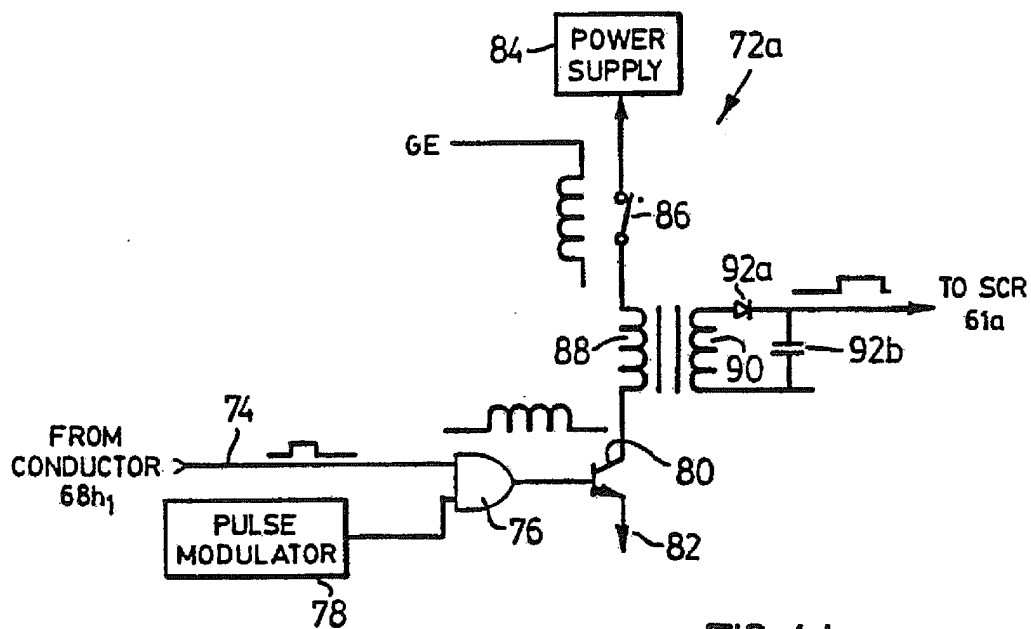 84
POWER
SUPPLY
72a
GE
86
92a
TO SCR
61a
88
90
92b
74
FROM
CONDUCTOR
68h1
80
76
82
PULSE
MODULATOR
78